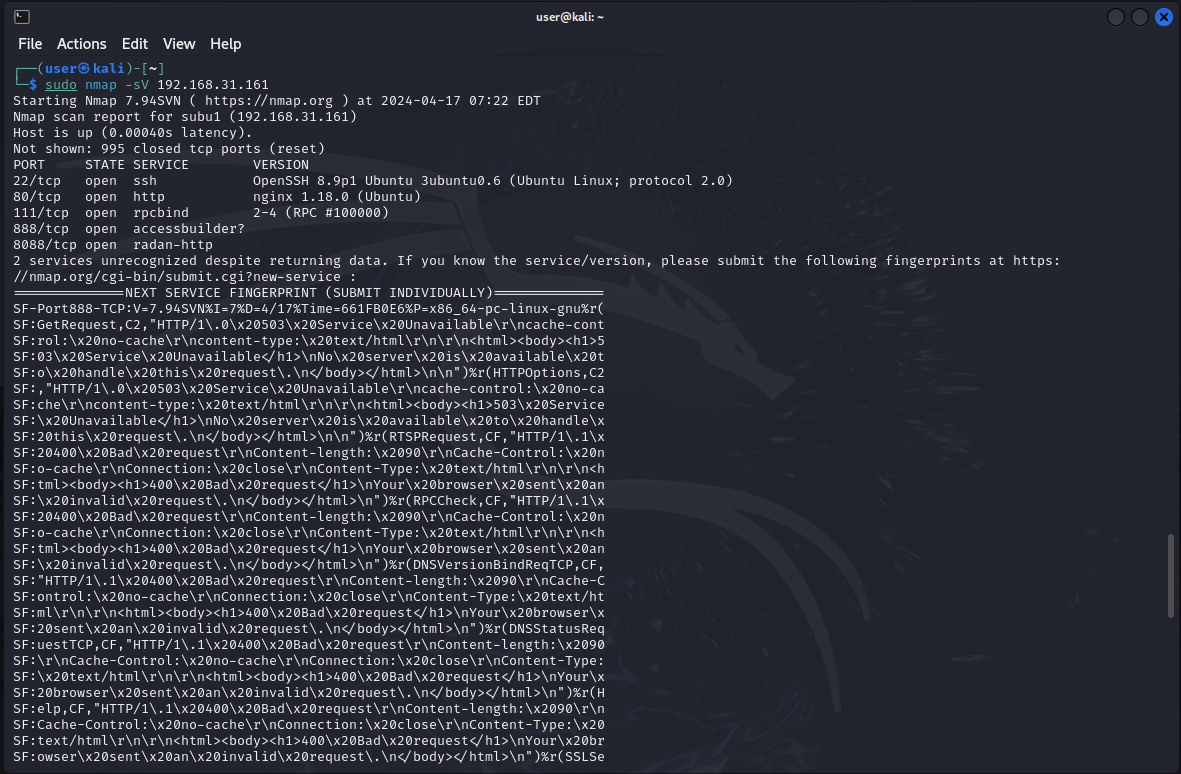 user@kali: ~
File Actions Edit View Help
┌──(user㉿kali)-[~]
└─$ sudo nmap -sV 192.168.31.161
Starting Nmap 7.94SVN ( https://nmap.org ) at 2024-04-17 07:22 EDT
Nmap scan report for subu1 (192.168.31.161)
Host is up (0.00040s latency).
Not shown: 995 closed tcp ports (reset)
PORT     STATE SERVICE        VERSION
22/tcp   open  ssh            OpenSSH 8.9p1 Ubuntu 3ubuntu0.6 (Ubuntu Linux; protocol 2.0)
80/tcp   open  http           nginx 1.18.0 (Ubuntu)
111/tcp  open  rpcbind        2-4 (RPC #100000)
888/tcp  open  accessbuilder?
8088/tcp open  radan-http
2 services unrecognized despite returning data. If you know the service/version, please submit the following fingerprints at https:
//nmap.org/cgi-bin/submit.cgi?new-service :
==============NEXT SERVICE FINGERPRINT (SUBMIT INDIVIDUALLY)==============
SF-Port888-TCP:V=7.94SVN%I=7%D=4/17%Time=661FB0E6%P=x86_64-pc-linux-gnu%r(
SF:GetRequest,C2,"HTTP/1\.0\x20503\x20Service\x20Unavailable\r\ncache-cont
SF:rol:\x20no-cache\r\ncontent-type:\x20text/html\r\n\r\n<html><body><h1>5
SF:03\x20Service\x20Unavailable</h1>\nNo\x20server\x20is\x20available\x20t
SF:o\x20handle\x20this\x20request\.\n</body></html>\n\n")%r(HTTPOptions,C2
SF:,"HTTP/1\.0\x20503\x20Service\x20Unavailable\r\ncache-control:\x20no-ca
SF:che\r\ncontent-type:\x20text/html\r\n\r\n<html><body><h1>503\x20Service
SF:\x20Unavailable</h1>\nNo\x20server\x20is\x20available\x20to\x20handle\x
SF:20this\x20request\.\n</body></html>\n\n")%r(RTSPRequest,CF,"HTTP/1\.1\x
SF:20400\x20Bad\x20request\r\nContent-length:\x2090\r\nCache-Control:\x20n
SF:o-cache\r\nConnection:\x20close\r\nContent-Type:\x20text/html\r\n\r\n<h
SF:tml><body><h1>400\x20Bad\x20request</h1>\nYour\x20browser\x20sent\x20an
SF:\x20invalid\x20request\.\n</body></html>\n")%r(RPCCheck,CF,"HTTP/1\.1\x
SF:20400\x20Bad\x20request\r\nContent-length:\x2090\r\nCache-Control:\x20n
SF:o-cache\r\nConnection:\x20close\r\nContent-Type:\x20text/html\r\n\r\n<h
SF:tml><body><h1>400\x20Bad\x20request</h1>\nYour\x20browser\x20sent\x20an
SF:\x20invalid\x20request\.\n</body></html>\n")%r(DNSVersionBindReqTCP,CF,
SF:"HTTP/1\.1\x20400\x20Bad\x20request\r\nContent-length:\x2090\r\nCache-C
SF:ontrol:\x20no-cache\r\nConnection:\x20close\r\nContent-Type:\x20text/ht
SF:ml\r\n\r\n<html><body><h1>400\x20Bad\x20request</h1>\nYour\x20browser\x
SF:20sent\x20an\x20invalid\x20request\.\n</body></html>\n")%r(DNSStatusReq
SF:uestTCP,CF,"HTTP/1\.1\x20400\x20Bad\x20request\r\nContent-length:\x2090
SF:\r\nCache-Control:\x20no-cache\r\nConnection:\x20close\r\nContent-Type:
SF:\x20text/html\r\n\r\n<html><body><h1>400\x20Bad\x20request</h1>\nYour\x
SF:20browser\x20sent\x20an\x20invalid\x20request\.\n</body></html>\n")%r(H
SF:elp,CF,"HTTP/1\.1\x20400\x20Bad\x20request\r\nContent-length:\x2090\r\n
SF:Cache-Control:\x20no-cache\r\nConnection:\x20close\r\nContent-Type:\x20
SF:text/html\r\n\r\n<html><body><h1>400\x20Bad\x20request</h1>\nYour\x20br
SF:owser\x20sent\x20an\x20invalid\x20request\.\n</body></html>\n")%r(SSLSe